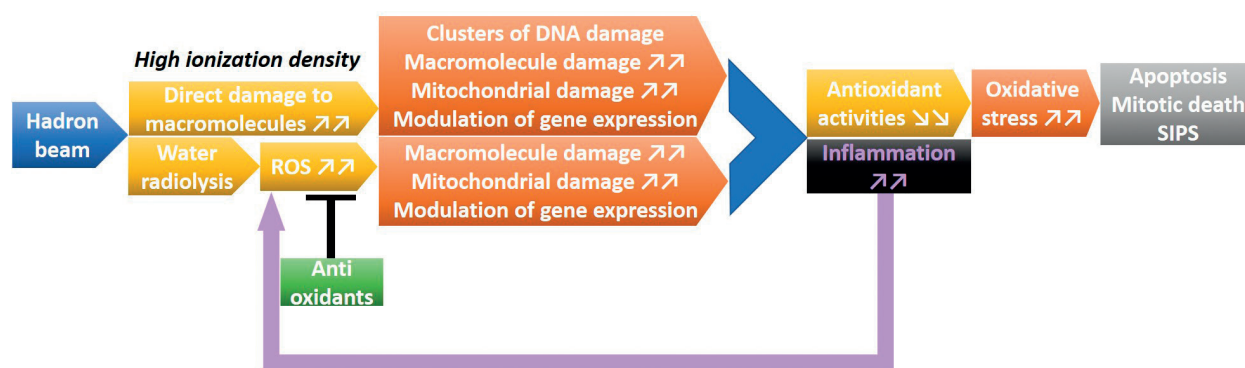 High ionization density
Hadron
beam
Direct damage to
macromolecules ↗↗
Water
radiolysis
ROS ↗↗
Anti
oxidants
Clusters of DNA damage
Macromolecule damage ↗↗
Mitochondrial damage ↗↗
Modulation of gene expression
Macromolecule damage ↗↗
Mitochondrial damage ↗↗
Modulation of gene expression
Antioxidant
activities ↘↘
Inflammation
↗↗
Oxidative
stress ↗↗
Apoptosis
Mitotic death
SIPS